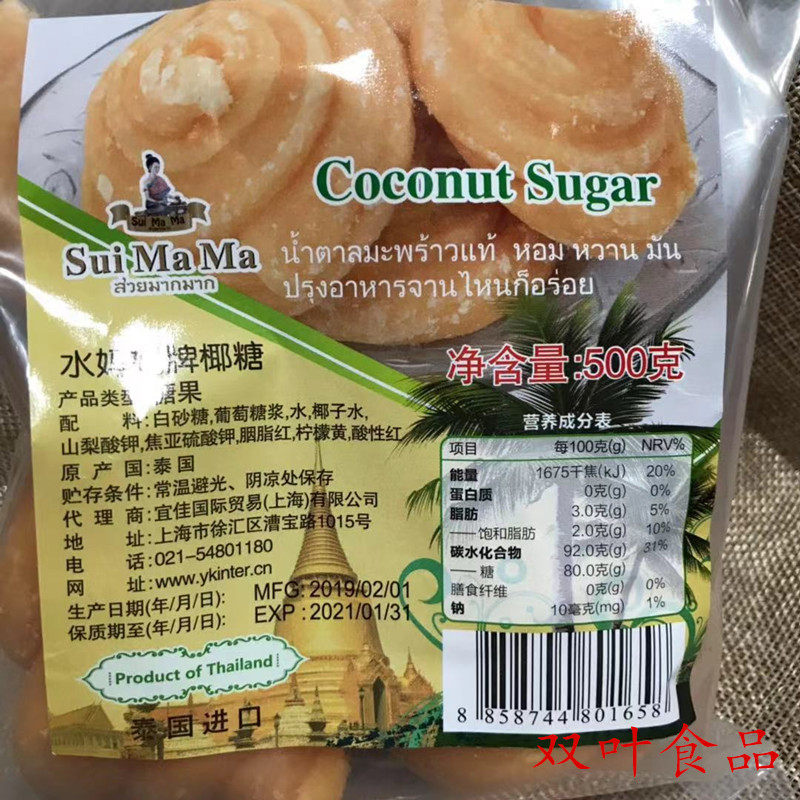 Coconut Sugar
Sui Ma Ma
Sui Ma Ma
สวยมากมาก
น้ำตาลมะพร้าวแท้ หอม หวาน มัน
ปรุงอาหารจานไหนก็อร่อย
水妈 牌椰糖
净含量:500克
产品类型 糖果
配 料:白砂糖,葡萄糖浆,水,椰子水,
山梨酸钾,焦亚硫酸钾,胭脂红,柠檬黄,酸性红
原 产 国:泰国
贮存条件:常温避光、阴凉处保存
代 理 商:宜佳国际贸易(上海)有限公司
地 址:上海市徐汇区漕宝路1015号
电 话:021-54801180
网 址:www.ykinter.cn
生产日期(年/月/日): MFG: 2019/02/01
保质期至(年/月/日): EXP : 2021/01/31
Product of Thailand
泰国进口
营养成分表
项目 每100克(g) NRV%
能量 1675千焦(kJ) 20%
蛋白质 0克(g) 0%
脂肪 3.0克(g) 5%
——饱和脂肪 2.0克(g) 10%
碳水化合物 92.0克(g) 31%
——糖 80.0克(g)
膳食纤维 0克(g) 0%
钠 10毫克(mg) 1%
8 858744 801658
双叶食品